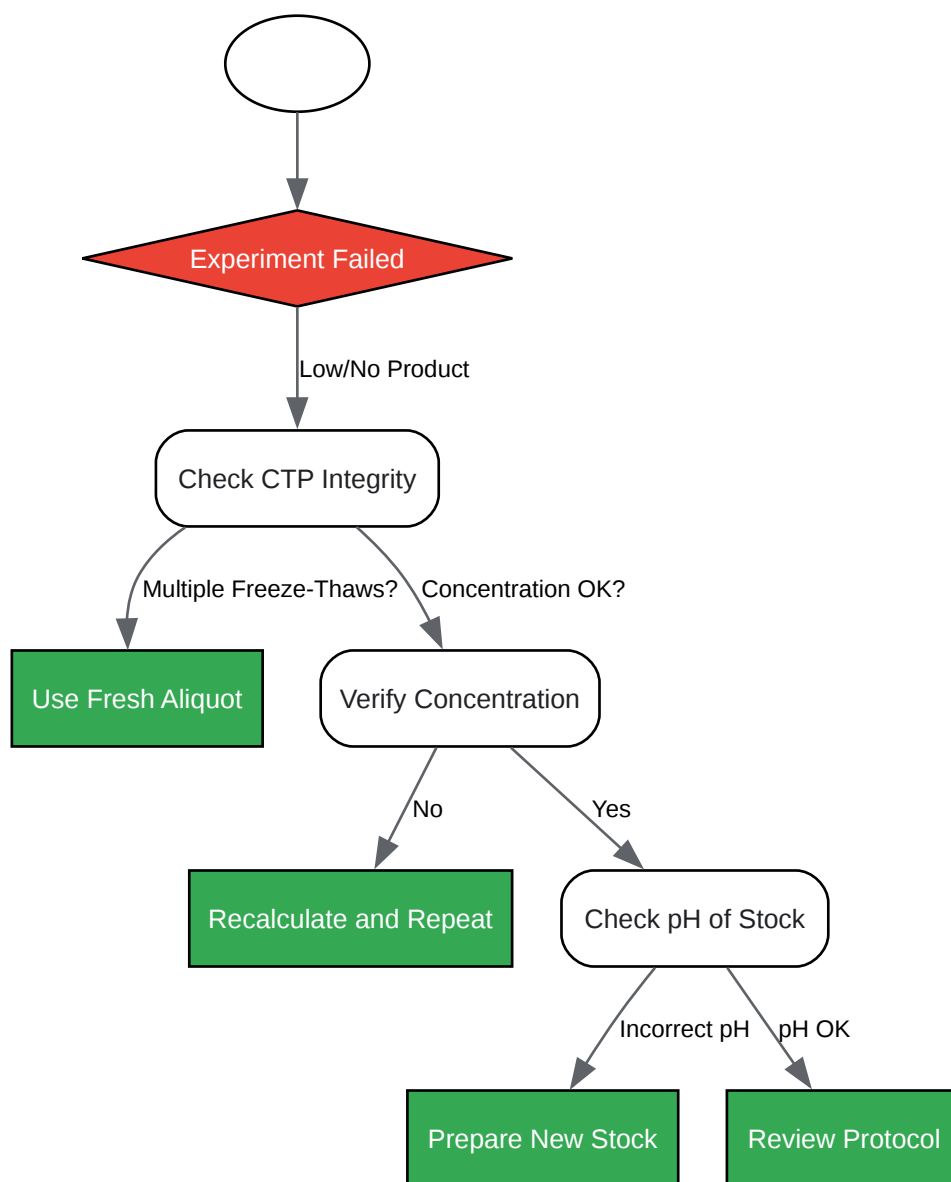 Experiment Failed
Low/No Product
Check CTP Integrity
Multiple Freeze-Thaws?
Concentration OK?
Use Fresh Aliquot
Verify Concentration
No
Yes
Recalculate and Repeat
Check pH of Stock
Incorrect pH
pH OK
Prepare New Stock
Review Protocol